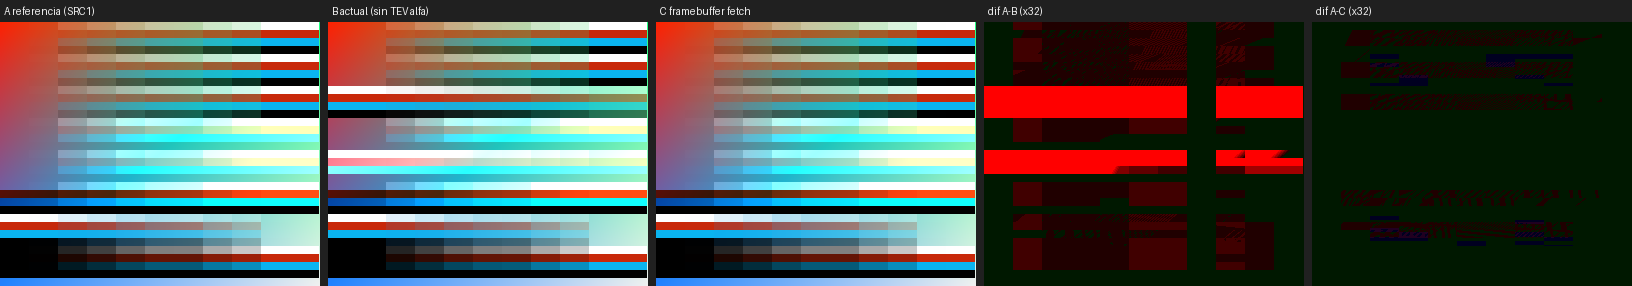 A referencia (SRC1)
B actual (sin TEV alfa)
C framebuffer fetch
dif A-B (x32)
dif A-C (x32)